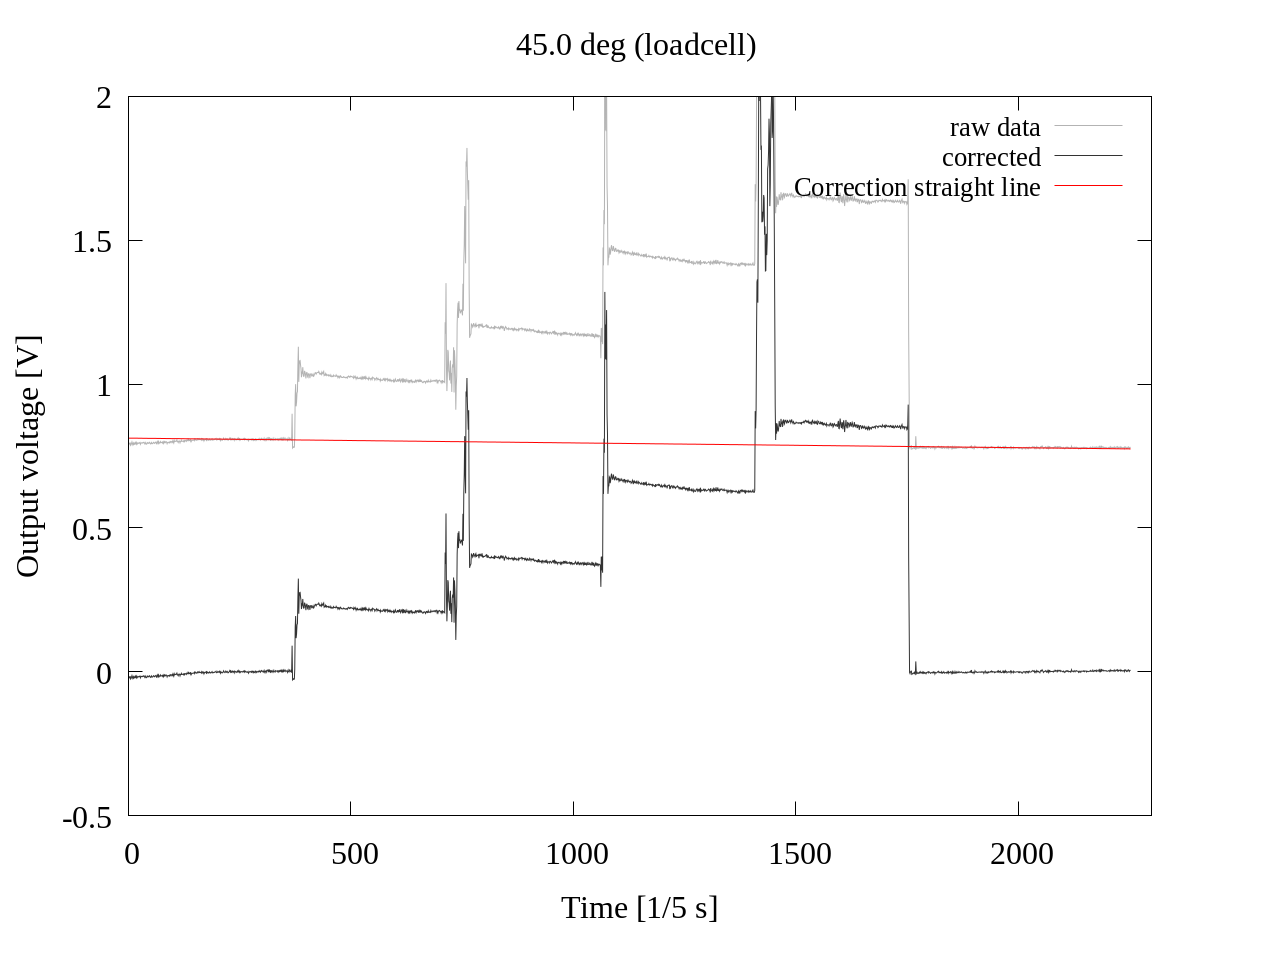 45.0 deg (loadcell)
raw data
corrected
Correction straight line
2
1.5
1
0.5
0
-0.5
Output voltage [V]
0 500 1000 1500 2000
Time [1/5 s]